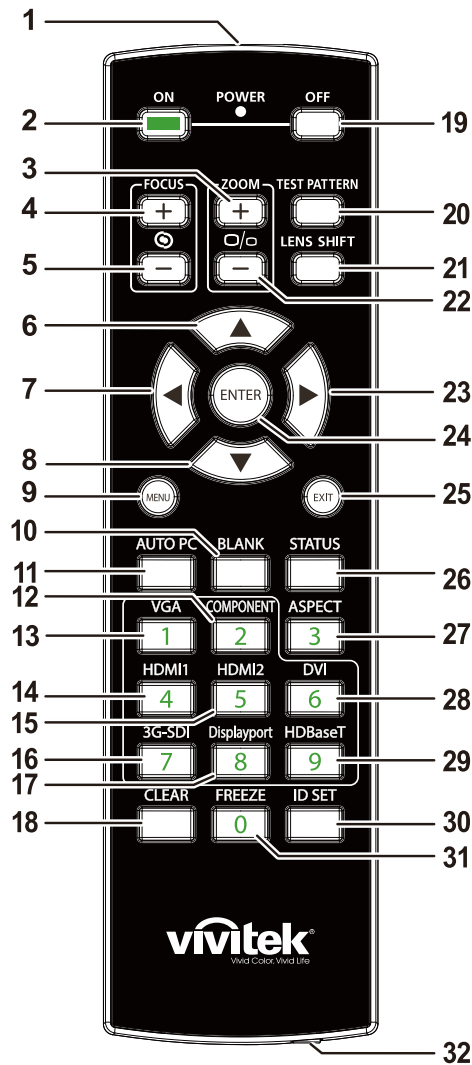 1
ON POWER OFF
2 19
3 FOCUS ZOOM TEST PATTERN
4 + + 20
LENS SHIFT
5 − − 21
22
6
7 ENTER 23
24
8
9 MENU EXIT 25
10 AUTO PC BLANK STATUS
11 26
12 VGA COMPONENT ASPECT
13 1 2 3 27
HDMI1 HDMI2 DVI
14 4 5 6 28
15
3G-SDI Displayport HDBaseT
16 7 8 9 29
17
CLEAR FREEZE ID SET
18 0 30
31
vivitek®
Vivid Color, Vivid Life
32